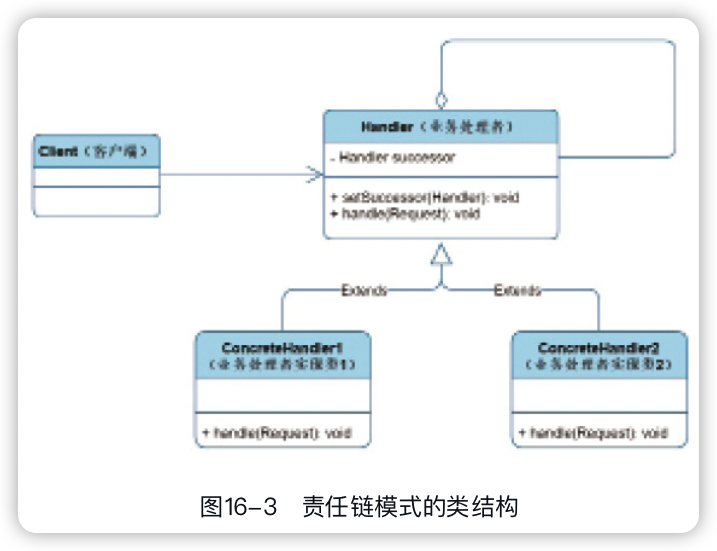 Client（客户端）
Handler（业务处理者）
- Handler successor
+ setSuccessor(Handler): void
+ handle(Request): void
Extends
Extends
ConcreteHandler1
（业务处理者实现类1）
+ handle(Request): void
ConcreteHandler2
（业务处理者实现类2）
+ handle(Request): void
图16–3　责任链模式的类结构